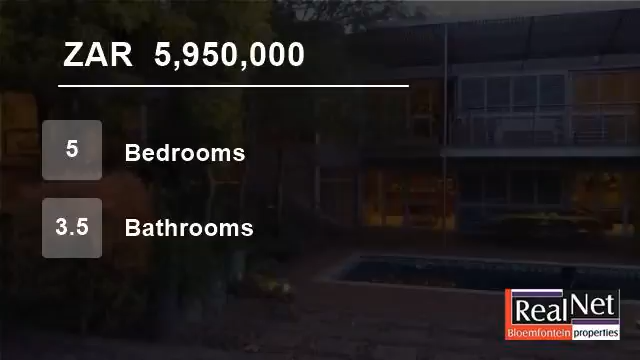 ZAR 5,950,000
5 Bedrooms
3.5 Bathrooms
RealNet
Bloemfontein properties